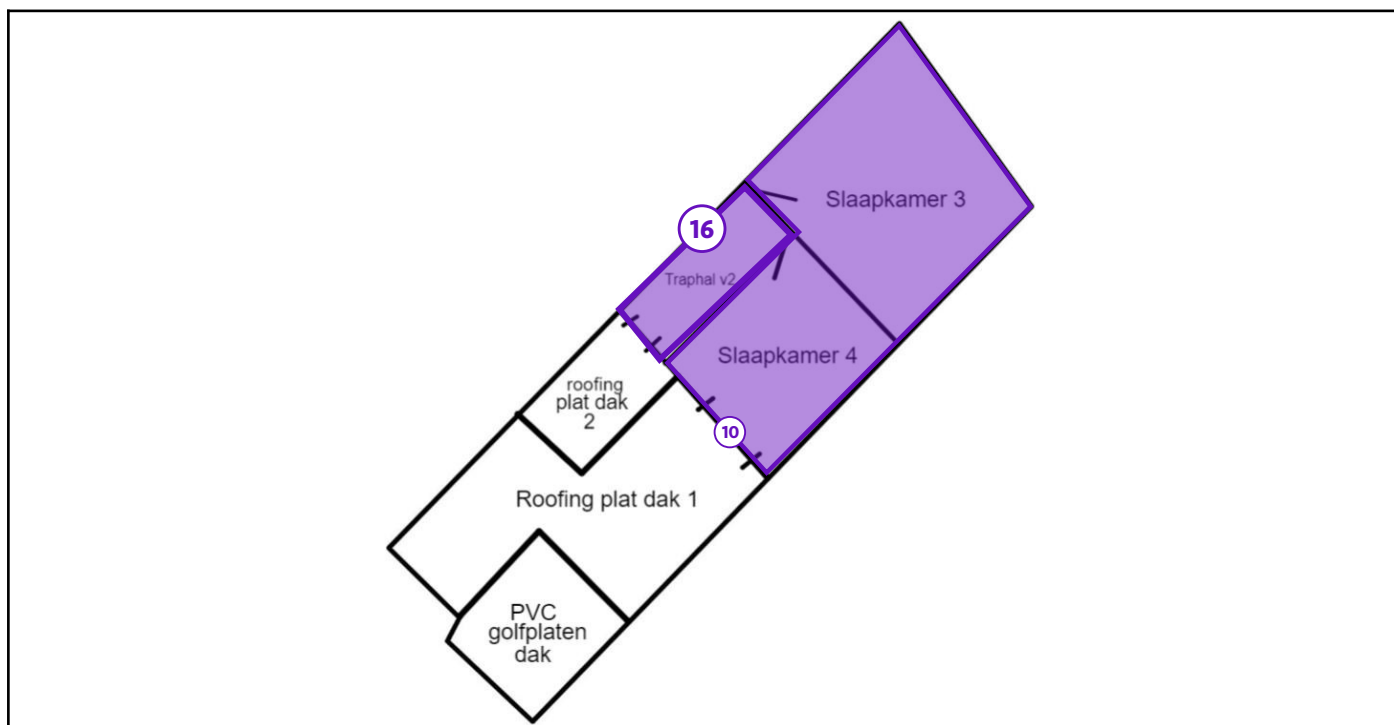 Slaapkamer 3
16
Traphal v2
Slaapkamer 4
roofing
plat dak
2
10
Roofing plat dak 1
PVC
golfplaten
dak